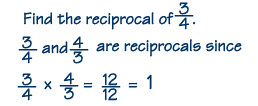 Find the reciprocal of 3/4.
3/4 and 4/3 are reciprocals since
3/4 x 4/3 = 12/12 = 1